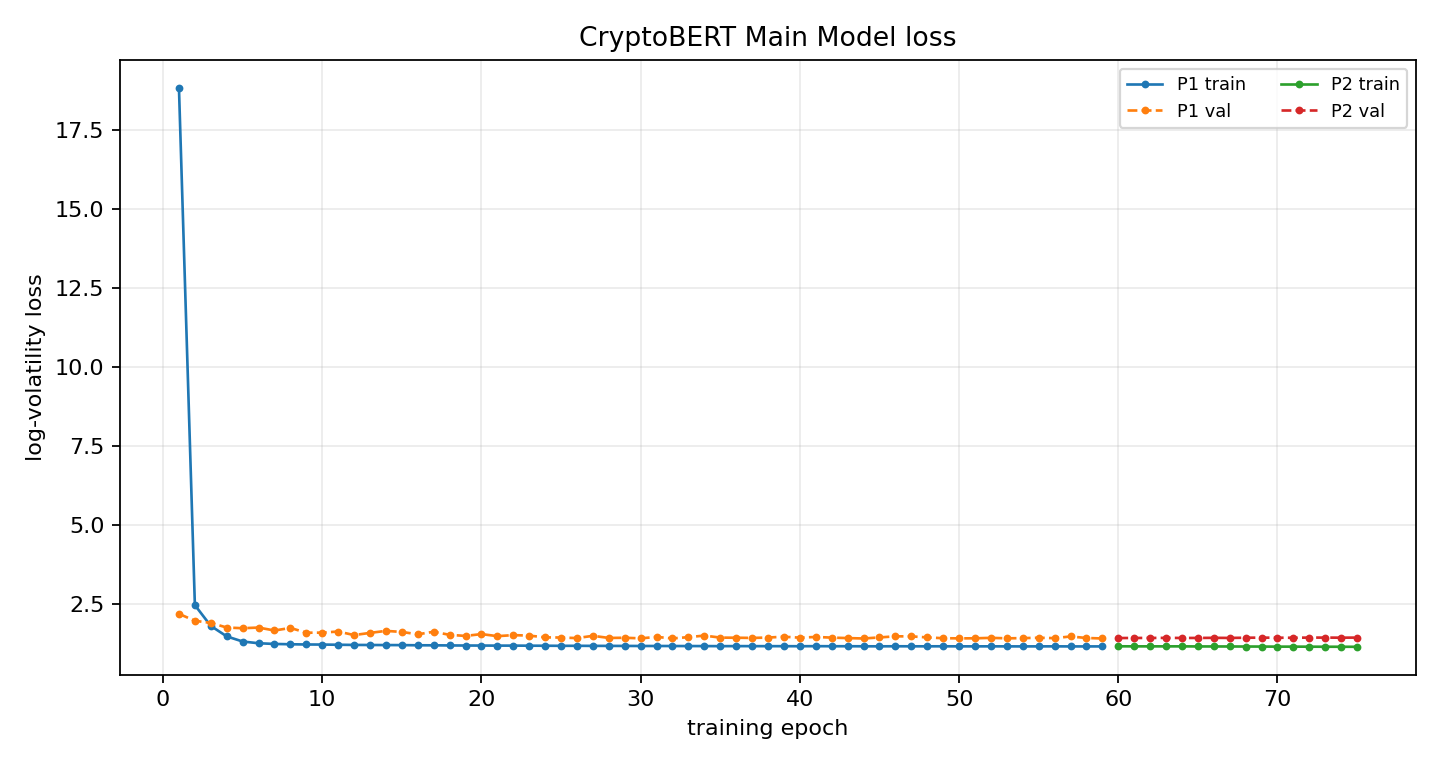 CryptoBERT Main Model loss
P1 train
P1 val
P2 train
P2 val
17.5
15.0
12.5
10.0
7.5
5.0
2.5
log-volatility loss
0 10 20 30 40 50 60 70
training epoch